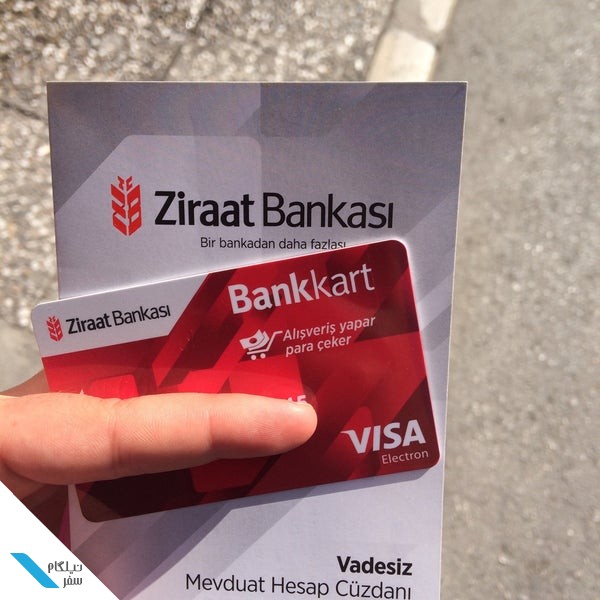 Ziraat Bankası
Bir bankadan daha fazlası
Ziraat Bankası
Bankkart
Alışveriş yapar
para çeker
VISA
Electron
Vadesiz
Mevduat Hesap Cüzdanı
نیلگام
سفر